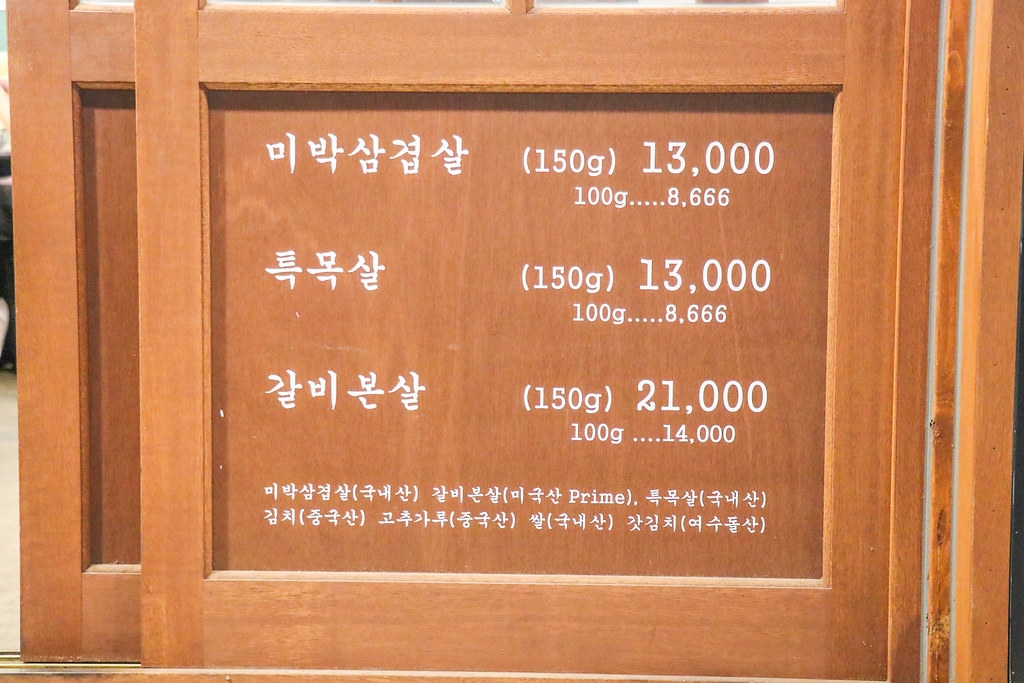 미박삼겹살 (150g) 13,000
100g.....8,666
특목살 (150g) 13,000
100g.....8,666
갈비본살 (150g) 21,000
100g ....14,000
미박삼겹살(국내산) 갈비본살(미국산 Prime), 특목살(국내산)
김치(중국산) 고추가루(중국산) 쌀(국내산) 갓김치(여수돌산)